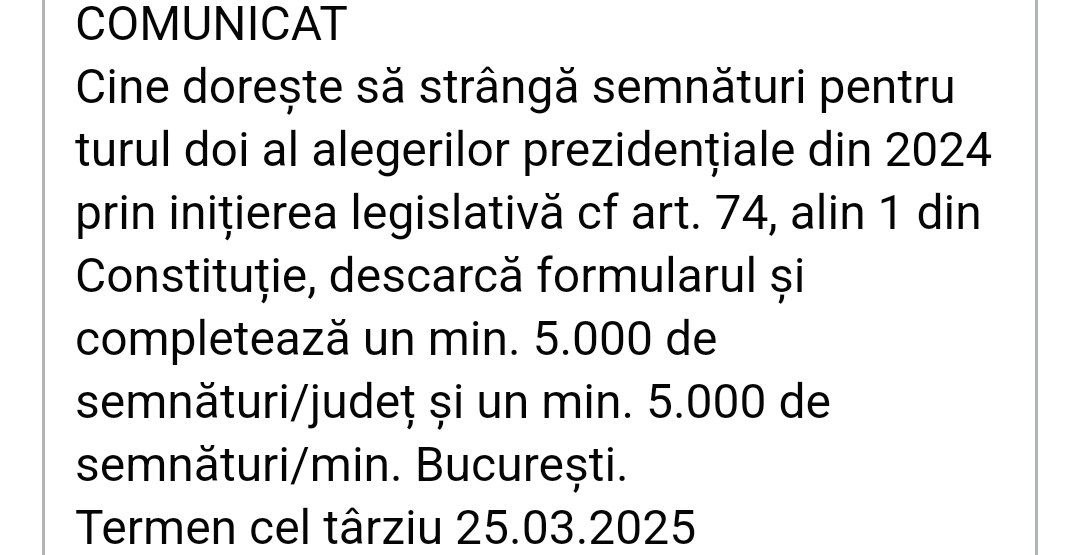 COMUNICAT
Cine dorește să strângă semnături pentru
turul doi al alegerilor prezidențiale din 2024
prin inițierea legislativă cf art. 74, alin 1 din
Constituție, descarcă formularul și
completează un min. 5.000 de
semnături/județ și un min. 5.000 de
semnături/min. București.
Termen cel târziu 25.03.2025